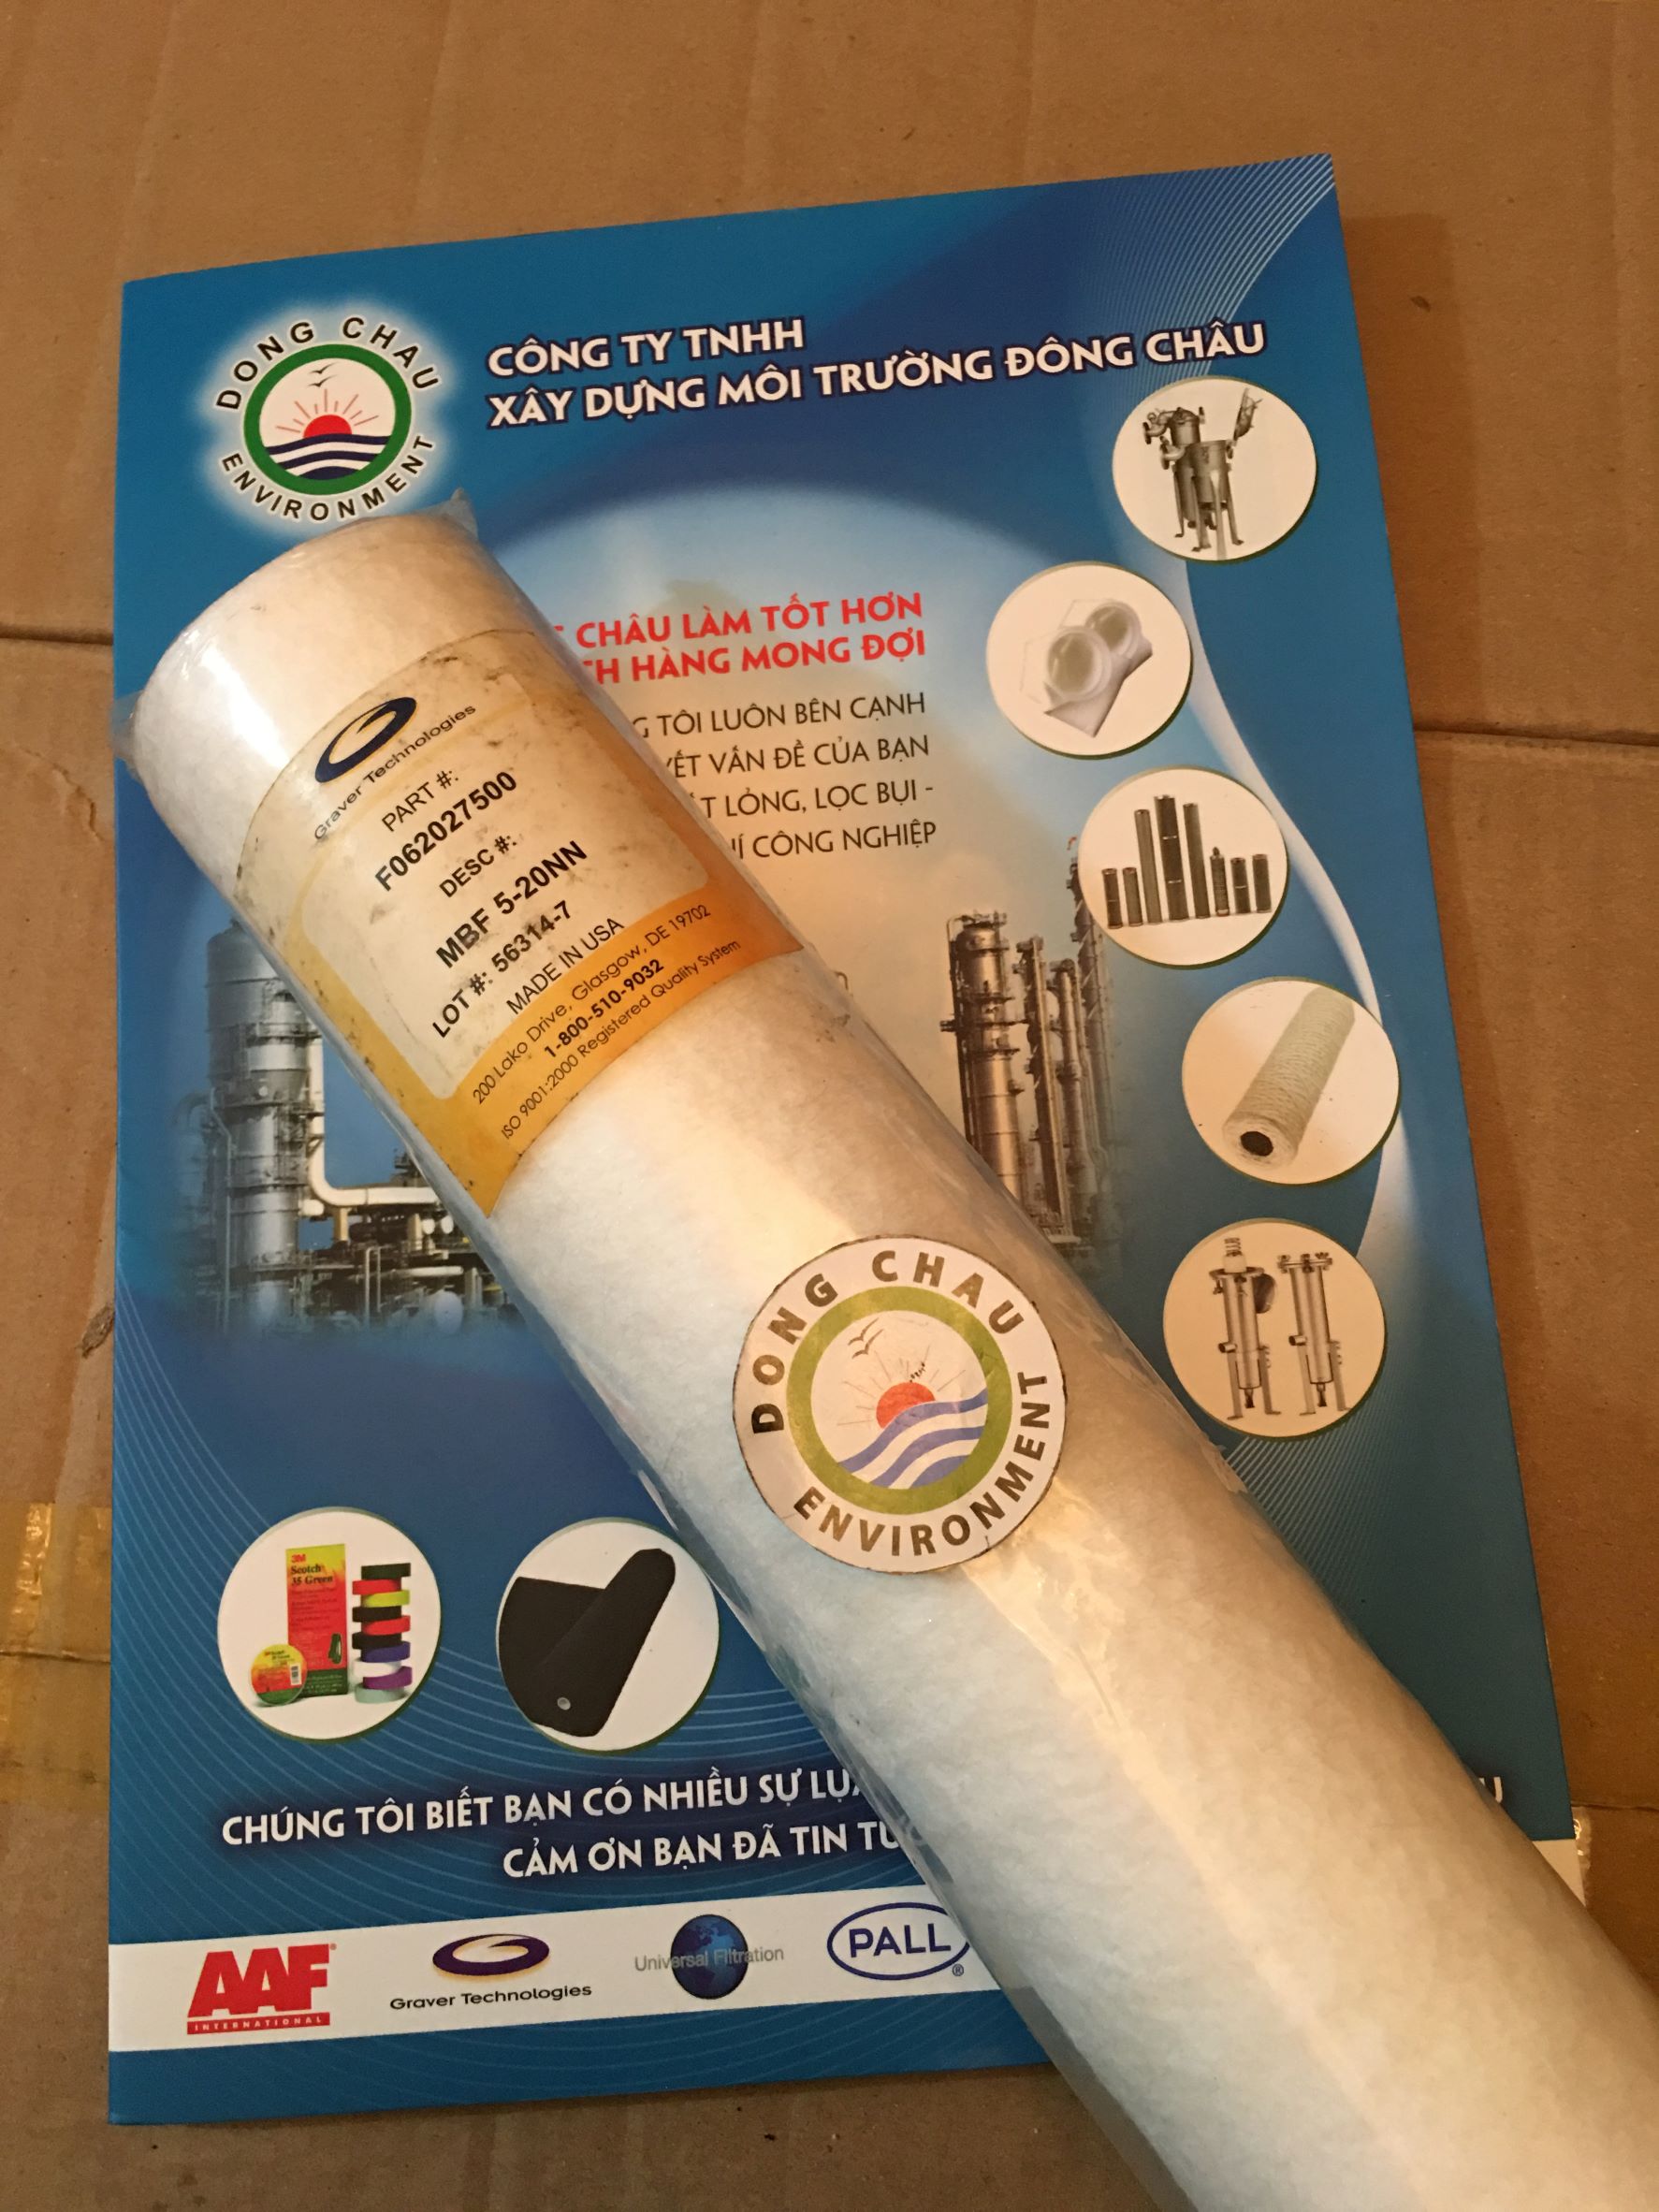 DONG CHAU
ENVIRONMENT
CÔNG TY TNHH
XÂY DỰNG MÔI TRƯỜNG ĐÔNG CHÂU
CHÂU LÀM TỐT HƠN
HÀNG MONG ĐỢI
TÔI LUÔN BÊN CẠNH
VẤN ĐỀ CỦA BẠN
LỎNG, LỌC BỤI -
CÔNG NGHIỆP
Graver Technologies
PART #:
F062027500
DESC #:
MBF 5-20NN
LOT #: 56314-7
MADE IN USA
200 Lake Drive, Glasgow, DE 19702
1-800-510-9032
ISO 9001:2000 Registered Quality System
DONG CHAU
ENVIRONMENT
3M
Scotch
35 Green
CHÚNG TÔI BIẾT BẠN CÓ NHIỀU SỰ
CẢM ƠN BẠN ĐÃ TIN
AAF
INTERNATIONAL
Graver Technologies
Universal Filtration
PALL